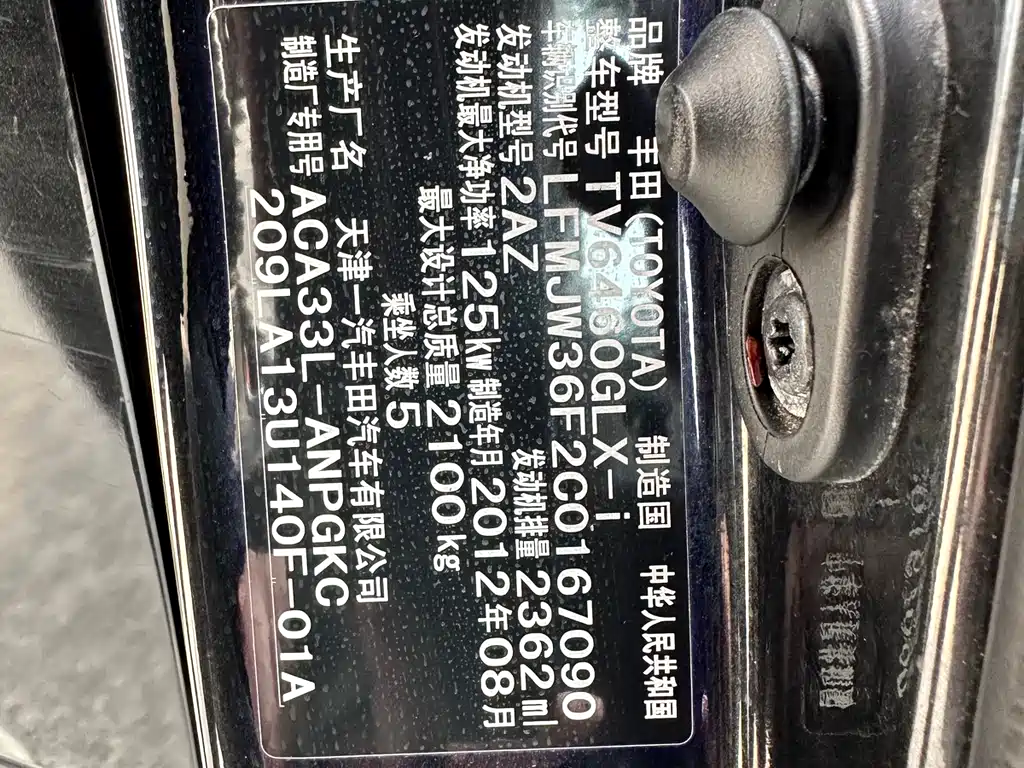 品牌 丰田(TOYOTA) 制造国 中华人民共和国
整车型号 TV6460GLX-i
车辆识别代号 LFMJW36F2C0167090
发动机型号 2AZ 发动机排量 2362ml
发动机最大净功率 125kw 制造年月 2012年08月
最大设计总质量 2100kg
乘坐人数 5
生产厂名 天津一汽丰田汽车有限公司
制造厂专用号 ACA33L-ANPGKC
209LA13U140F-01A